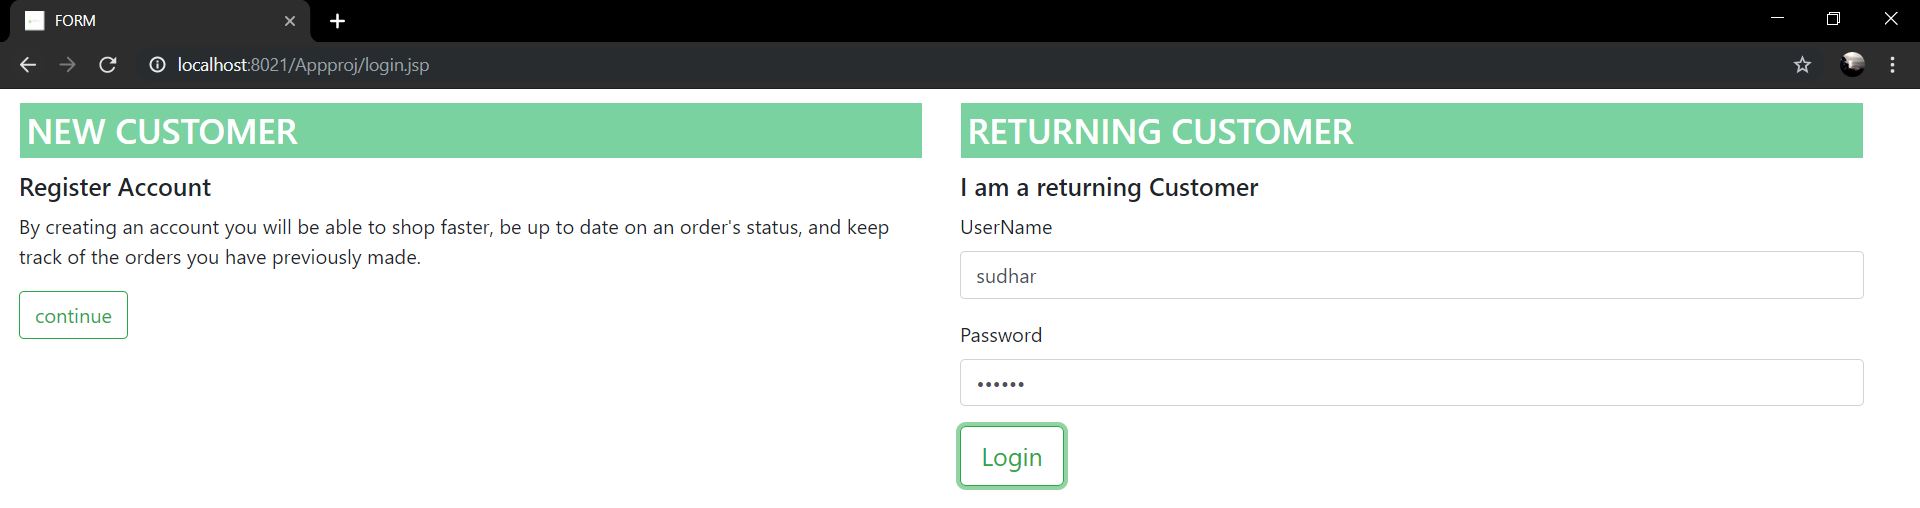 FORM
localhost:8021/Appproj/login.jsp
NEW CUSTOMER
Register Account
By creating an account you will be able to shop faster, be up to date on an order's status, and keep
track of the orders you have previously made.
continue
RETURNING CUSTOMER
I am a returning Customer
UserName
sudhar
Password
••••••
Login